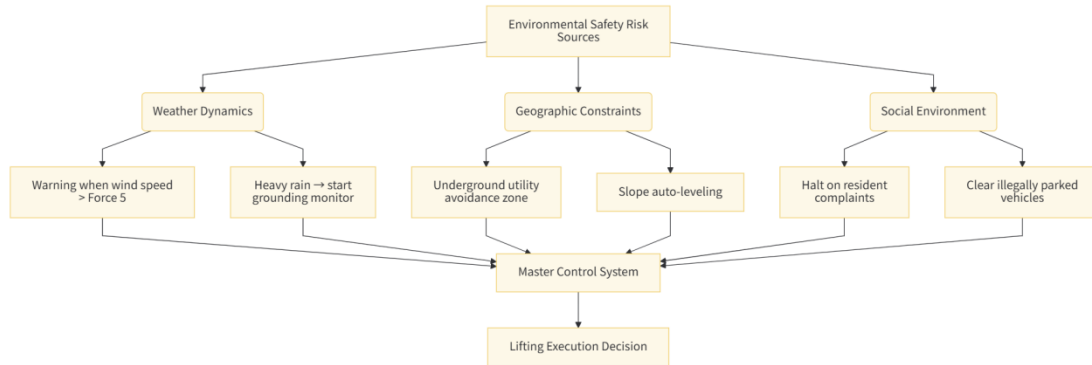 Environmental Safety Risk
Sources
Weather Dynamics
Geographic Constraints
Social Environment
Warning when wind speed
> Force 5
Heavy rain → start
grounding monitor
Underground utility
avoidance zone
Slope auto-leveling
Halt on resident
complaints
Clear illegally parked
vehicles
Master Control System
Lifting Execution Decision